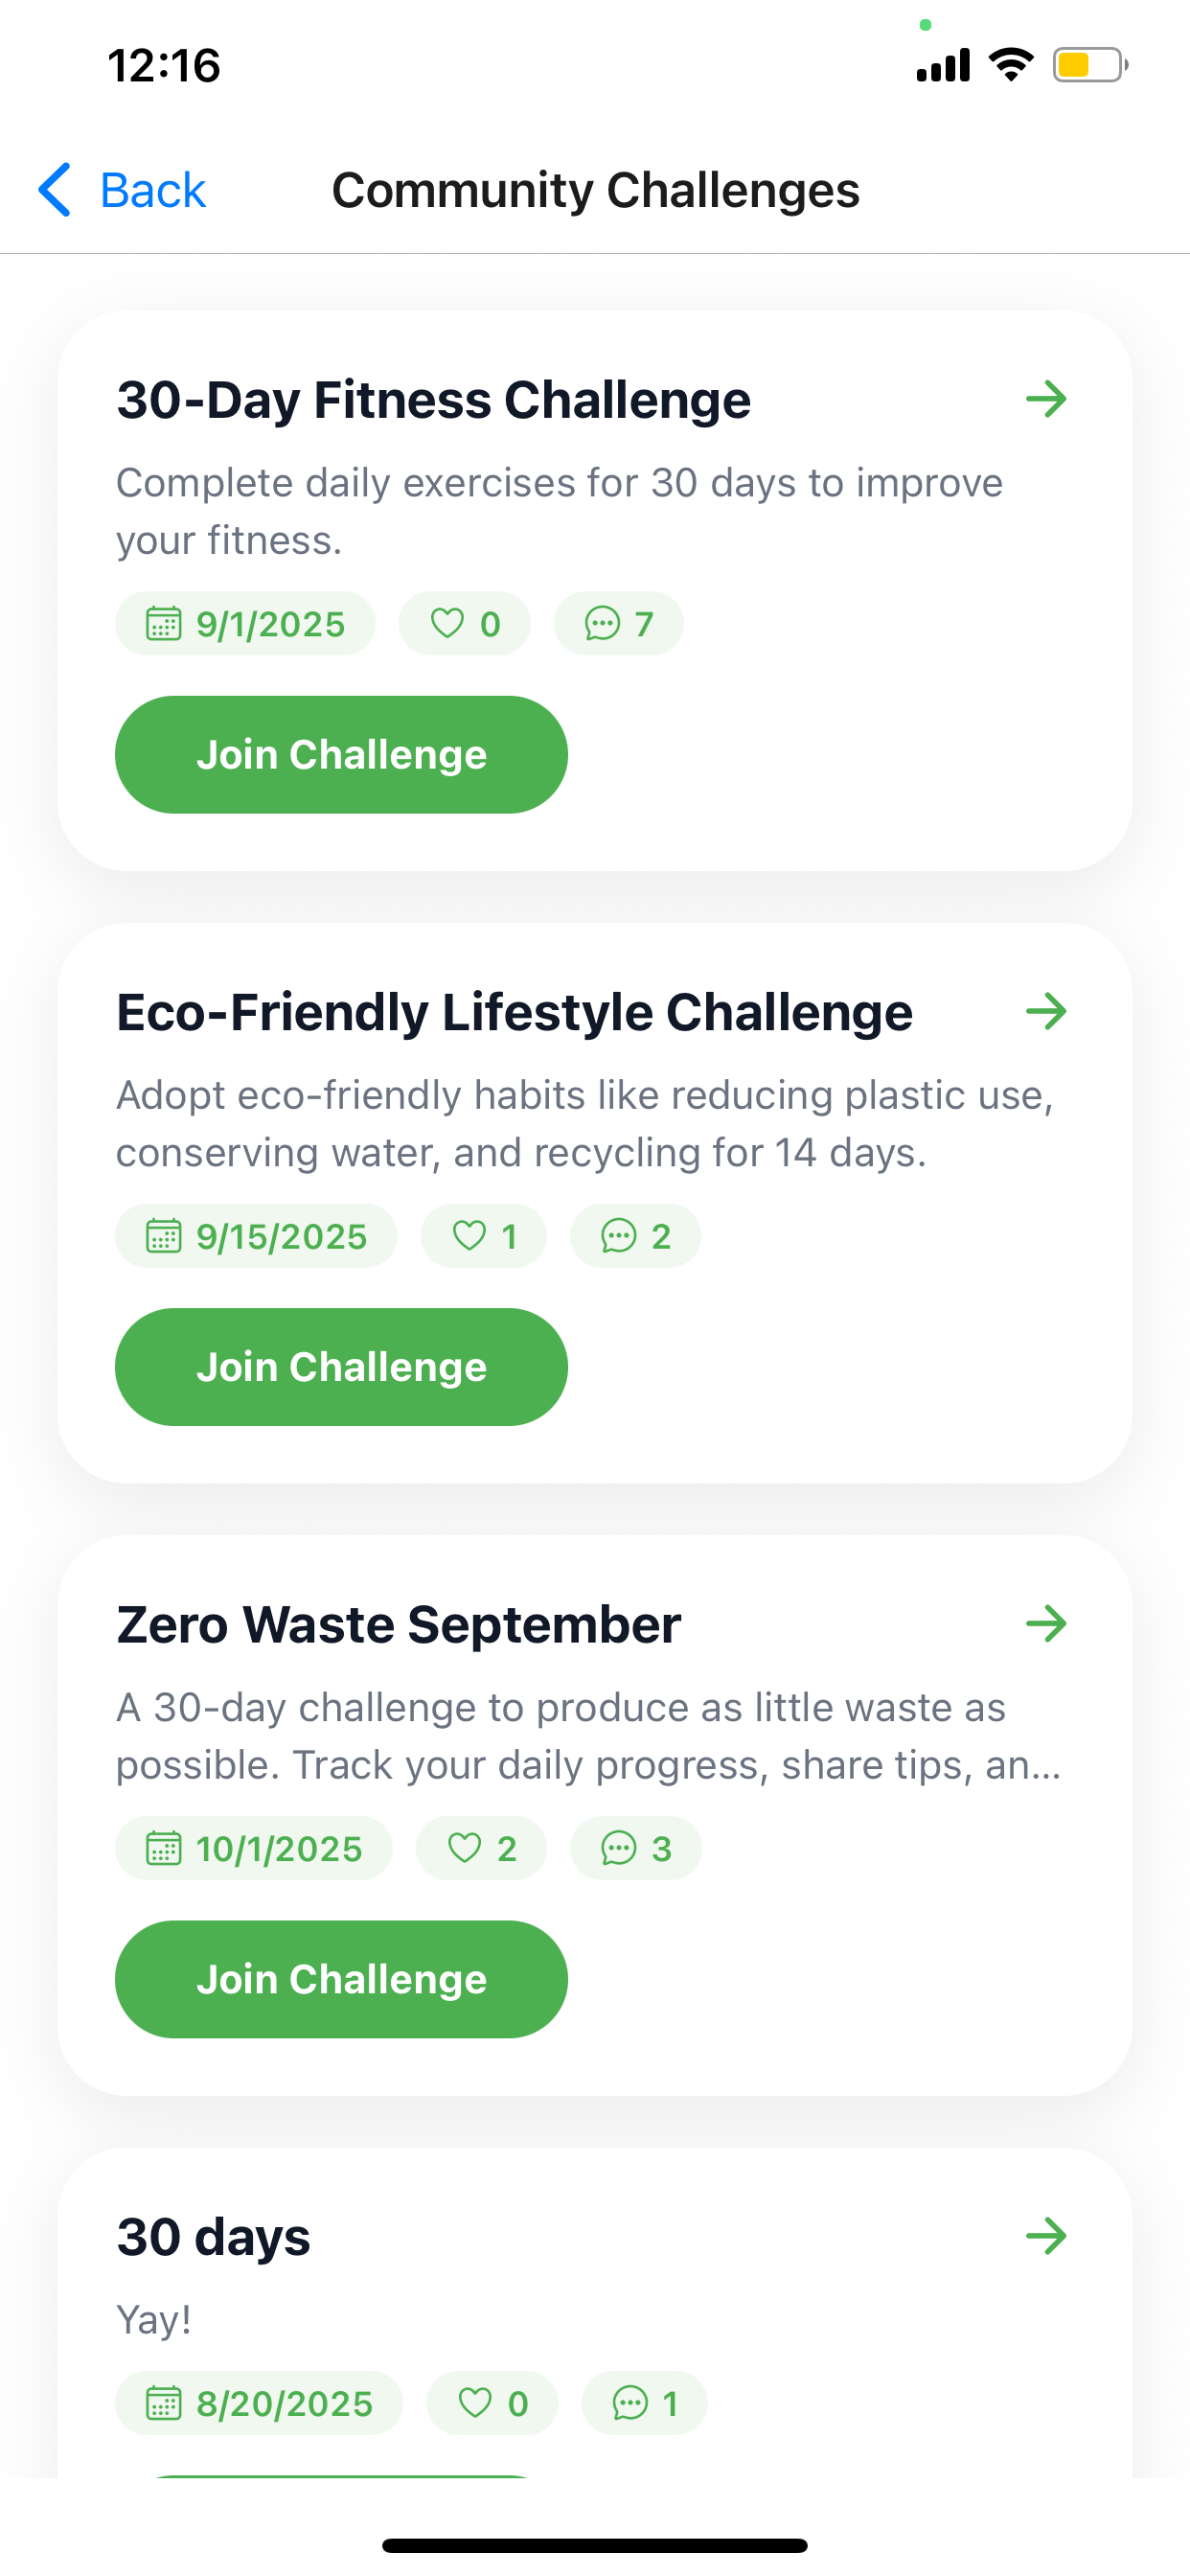 12:16
Back
Community Challenges
30-Day Fitness Challenge
Complete daily exercises for 30 days to improve
your fitness.
9/1/2025 0 7
Join Challenge
Eco-Friendly Lifestyle Challenge
Adopt eco-friendly habits like reducing plastic use,
conserving water, and recycling for 14 days.
9/15/2025 1 2
Join Challenge
Zero Waste September
A 30-day challenge to produce as little waste as
possible. Track your daily progress, share tips, an...
10/1/2025 2 3
Join Challenge
30 days
Yay!
8/20/2025 0 1